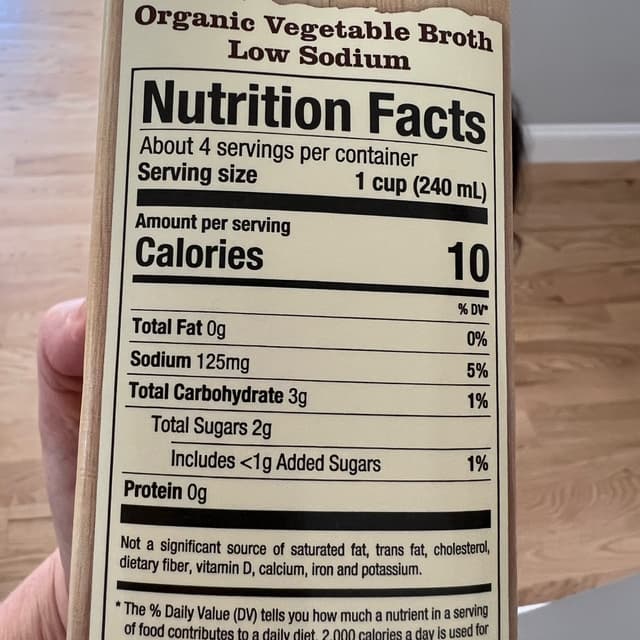 Organic Vegetable Broth
Low Sodium
Nutrition Facts
About 4 servings per container
Serving size 1 cup (240 mL)
Amount per serving
Calories 10
% DV*
Total Fat 0g 0%
Sodium 125mg 5%
Total Carbohydrate 3g 1%
Total Sugars 2g
Includes <1g Added Sugars 1%
Protein 0g
Not a significant source of saturated fat, trans fat, cholesterol,
dietary fiber, vitamin D, calcium, iron and potassium.
* The % Daily Value (DV) tells you how much a nutrient in a serving
of food contributes to a daily diet. 2,000 calories a day is used for